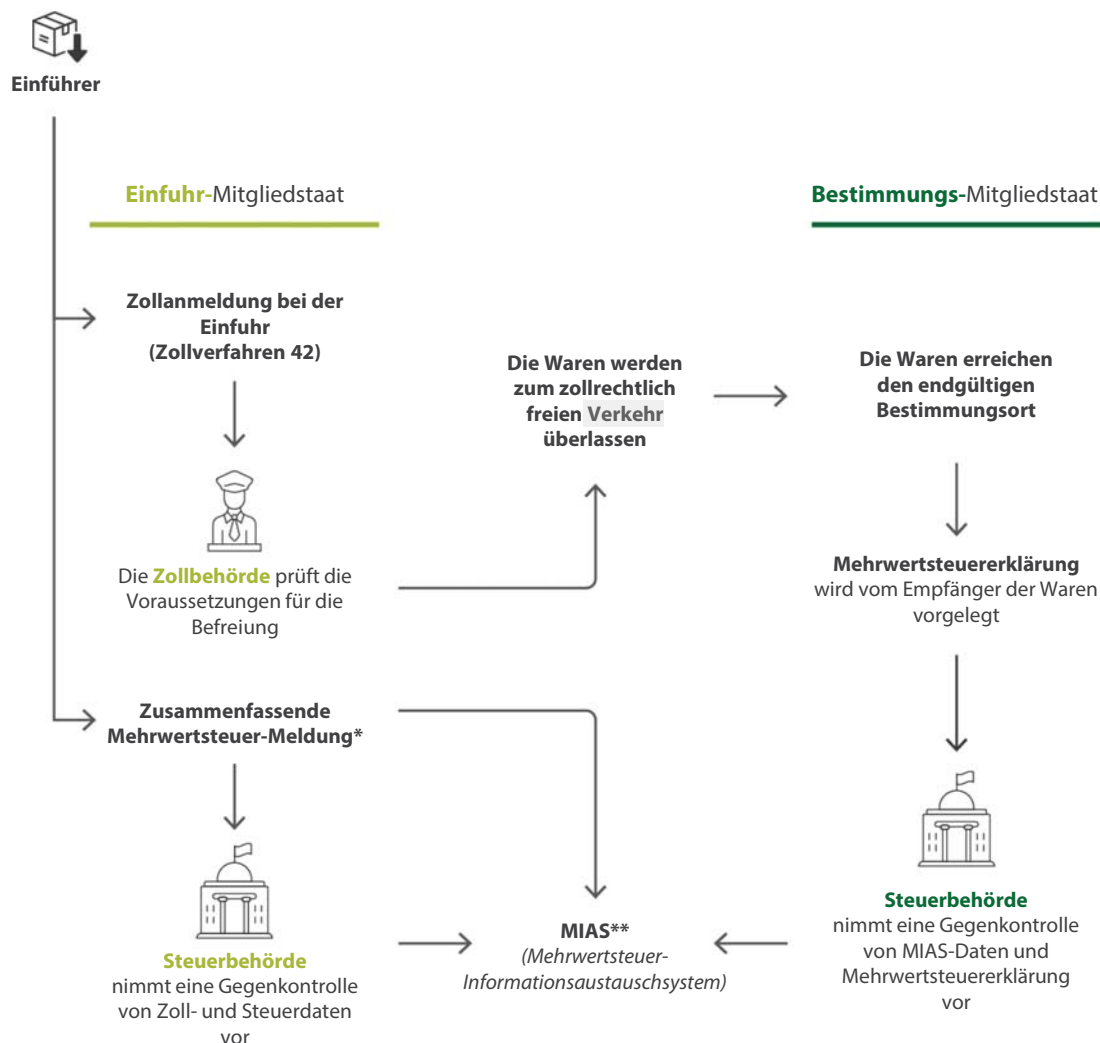 Einführer
Einfuhr-Mitgliedstaat
Bestimmungs-Mitgliedstaat
Zollanmeldung bei der
Einfuhr
(Zollverfahren 42)
Die Zollbehörde prüft die
Voraussetzungen für die
Befreiung
Die Waren werden
zum zollrechtlich
freien Verkehr
überlassen
Die Waren erreichen
den endgültigen
Bestimmungsort
Mehrwertsteuererklärung
wird vom Empfänger der Waren
vorgelegt
Zusammenfassende
Mehrwertsteuer-Meldung*
Steuerbehörde
nimmt eine Gegenkontrolle
von Zoll- und Steuerdaten
vor
MIAS**
(Mehrwertsteuer-
Informationsaustauschsystem)
Steuerbehörde
nimmt eine Gegenkontrolle
von MIAS-Daten und
Mehrwertsteuererklärung
vor